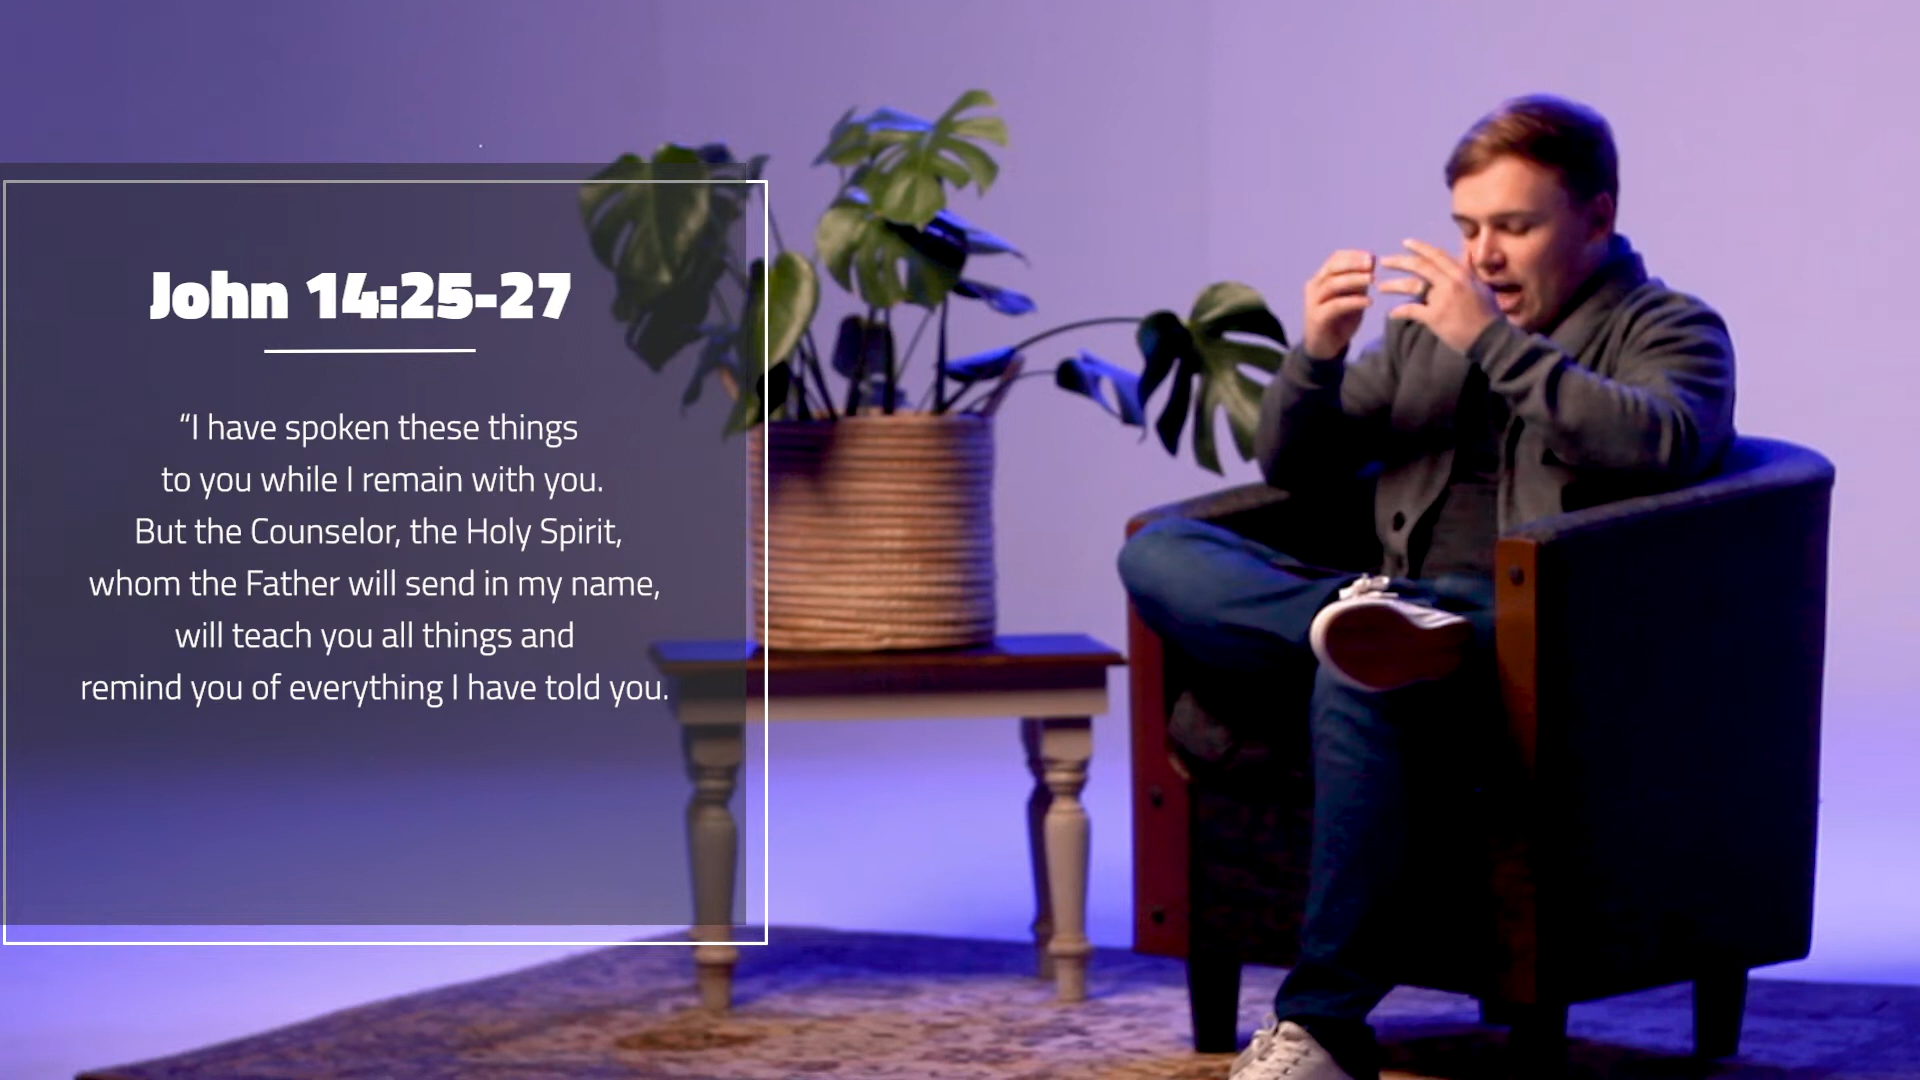 John 14:25-27
“I have spoken these things
to you while I remain with you.
But the Counselor, the Holy Spirit,
whom the Father will send in my name,
will teach you all things and
remind you of everything I have told you.